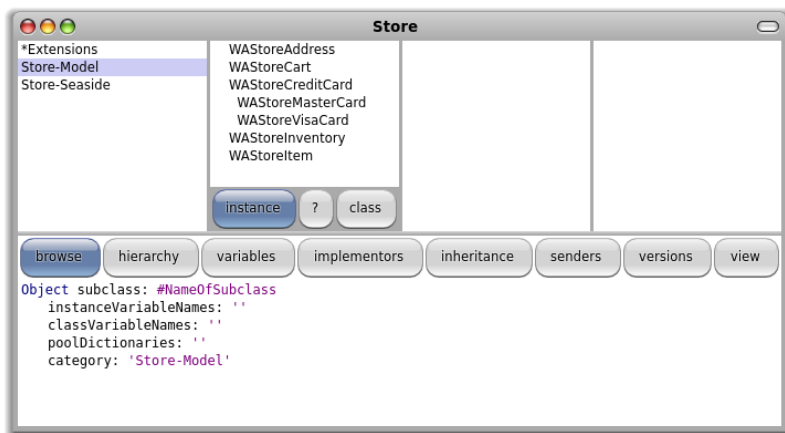 Store
*Extensions
Store-Model
Store-Seaside
WAStoreAddress
WAStoreCart
WAStoreCreditCard
WAStoreMasterCard
WAStoreVisaCard
WAStoreInventory
WAStoreItem
instance ? class
browse hierarchy variables implementors inheritance senders versions view
Object subclass: #NameOfSubclass
instanceVariableNames: ''
classVariableNames: ''
poolDictionaries: ''
category: 'Store-Model'